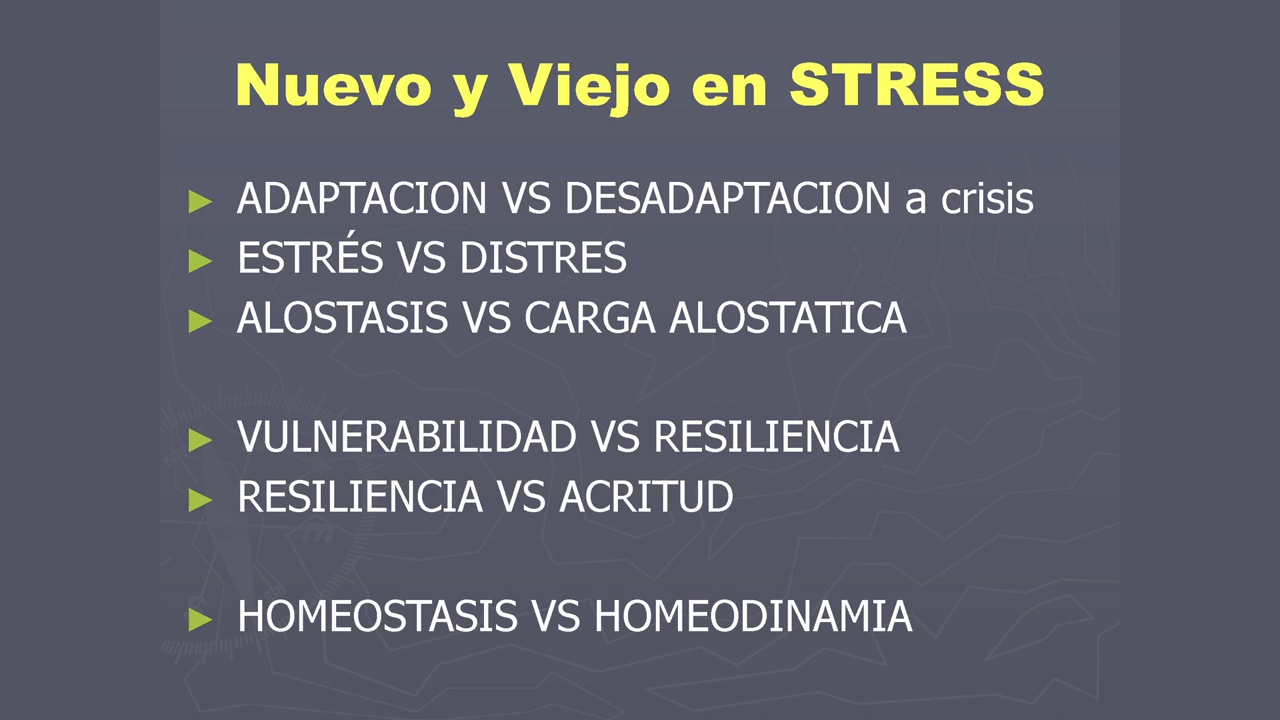 Nuevo y Viejo en STRESS
► ADAPTACION VS DESADAPTACION a crisis
► ESTRÉS VS DISTRES
► ALOSTASIS VS CARGA ALOSTATICA
► VULNERABILIDAD VS RESILIENCIA
► RESILIENCIA VS ACRITUD
► HOMEOSTASIS VS HOMEODINAMIA